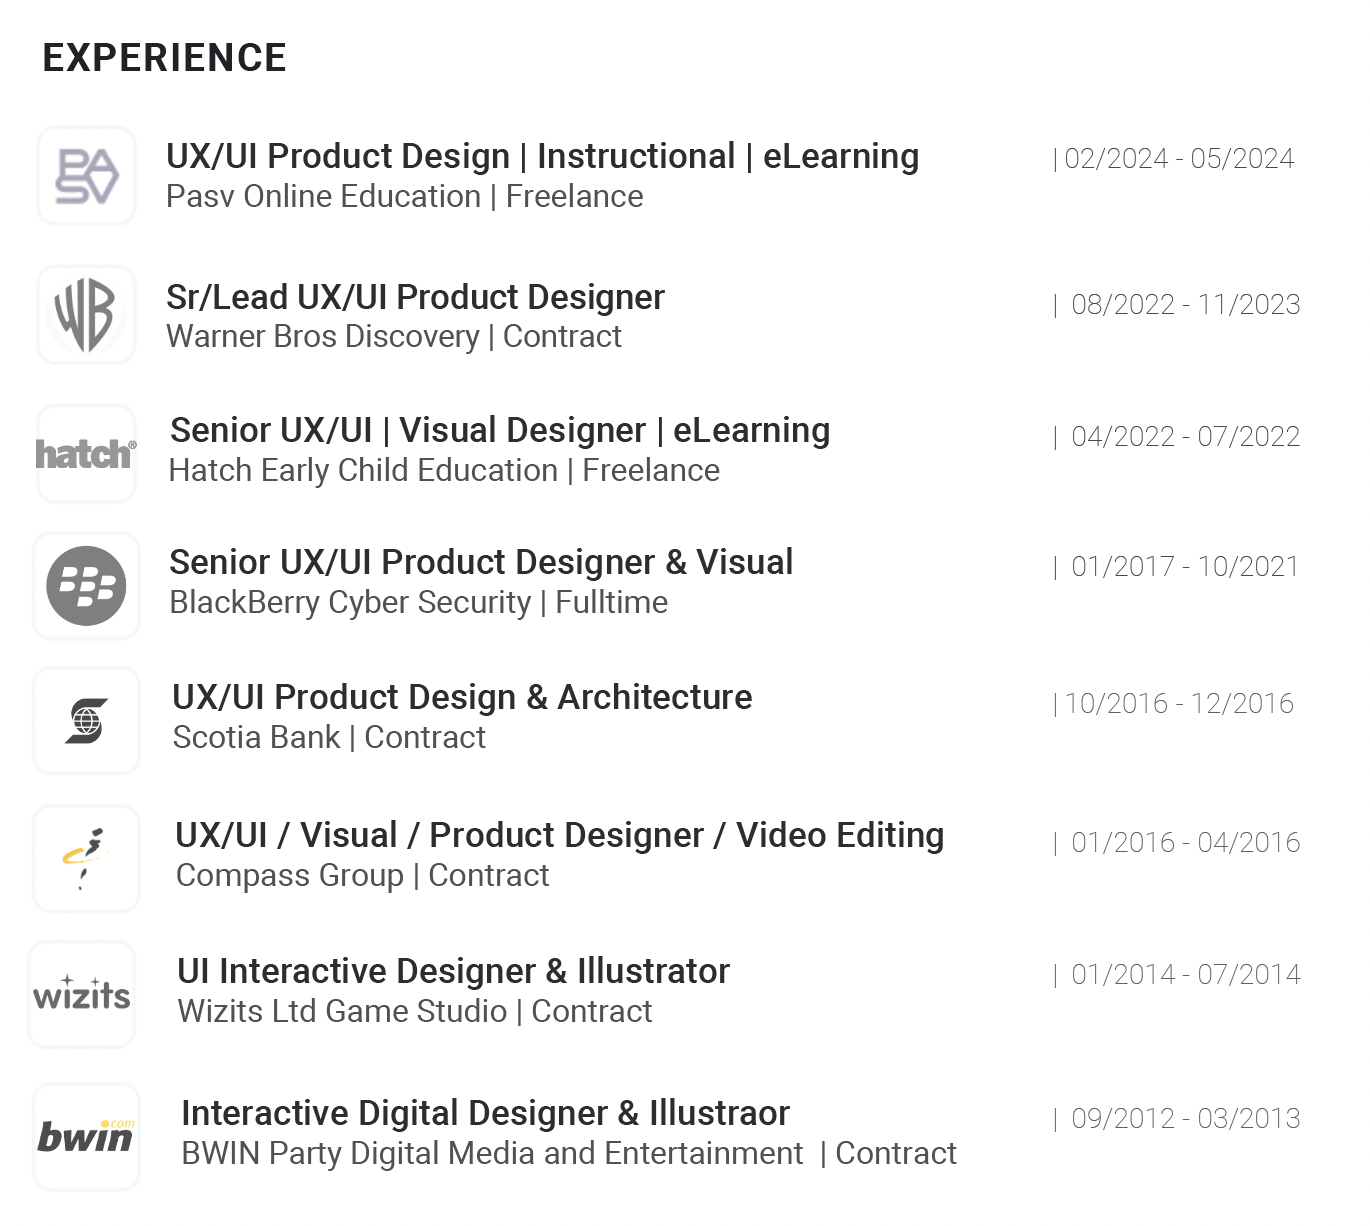 EXPERIENCE
PASV
UX/UI Product Design | Instructional | eLearning | 02/2024 - 05/2024
Pasv Online Education | Freelance
WB
Sr/Lead UX/UI Product Designer | 08/2022 - 11/2023
Warner Bros Discovery | Contract
hatch®
Senior UX/UI | Visual Designer | eLearning | 04/2022 - 07/2022
Hatch Early Child Education | Freelance
Senior UX/UI Product Designer & Visual | 01/2017 - 10/2021
BlackBerry Cyber Security | Fulltime
UX/UI Product Design & Architecture | 10/2016 - 12/2016
Scotia Bank | Contract
UX/UI / Visual / Product Designer / Video Editing | 01/2016 - 04/2016
Compass Group | Contract
wizits
UI Interactive Designer & Illustrator | 01/2014 - 07/2014
Wizits Ltd Game Studio | Contract
bwin.com
Interactive Digital Designer & Illustraor | 09/2012 - 03/2013
BWIN Party Digital Media and Entertainment | Contract